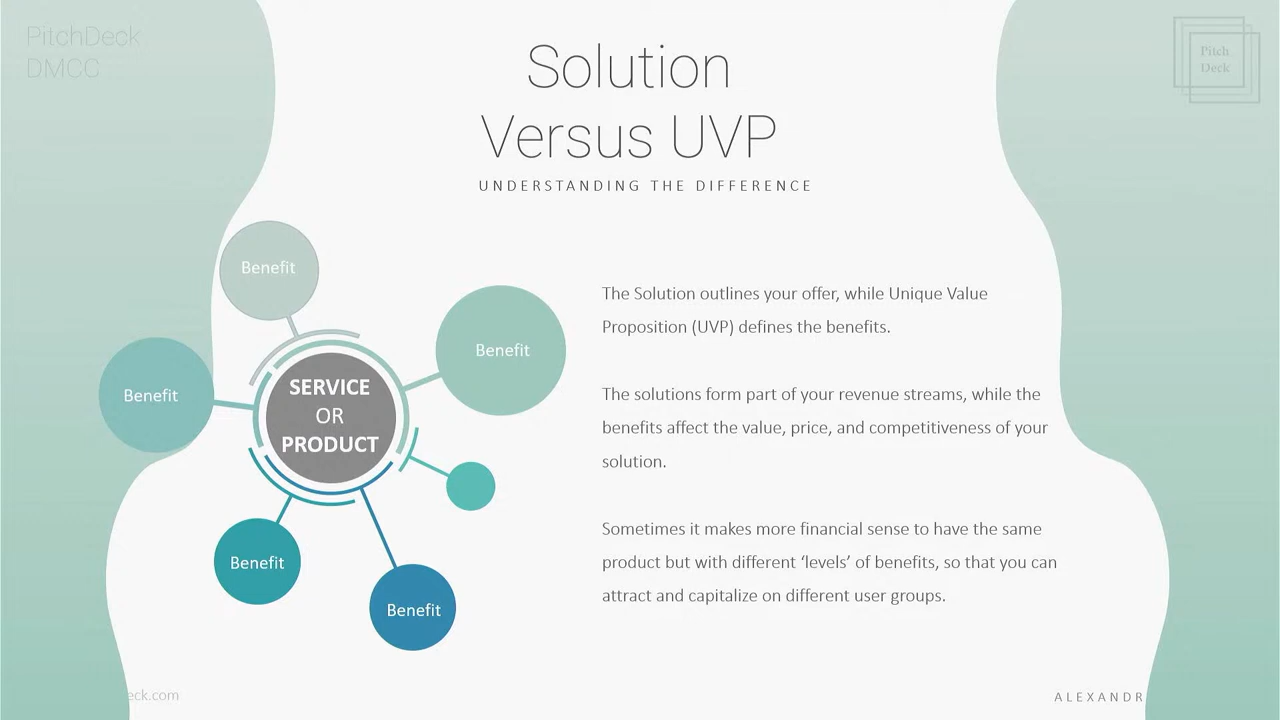 PitchDeck
DMCC
Pitch
Deck
Solution
Versus UVP
UNDERSTANDING THE DIFFERENCE
Benefit
Benefit
Benefit
SERVICE
OR
PRODUCT
Benefit
Benefit
The Solution outlines your offer, while Unique Value
Proposition (UVP) defines the benefits.
The solutions form part of your revenue streams, while the
benefits affect the value, price, and competitiveness of your
solution.
Sometimes it makes more financial sense to have the same
product but with different ‘levels’ of benefits, so that you can
attract and capitalize on different user groups.
eck.com
ALEXANDR